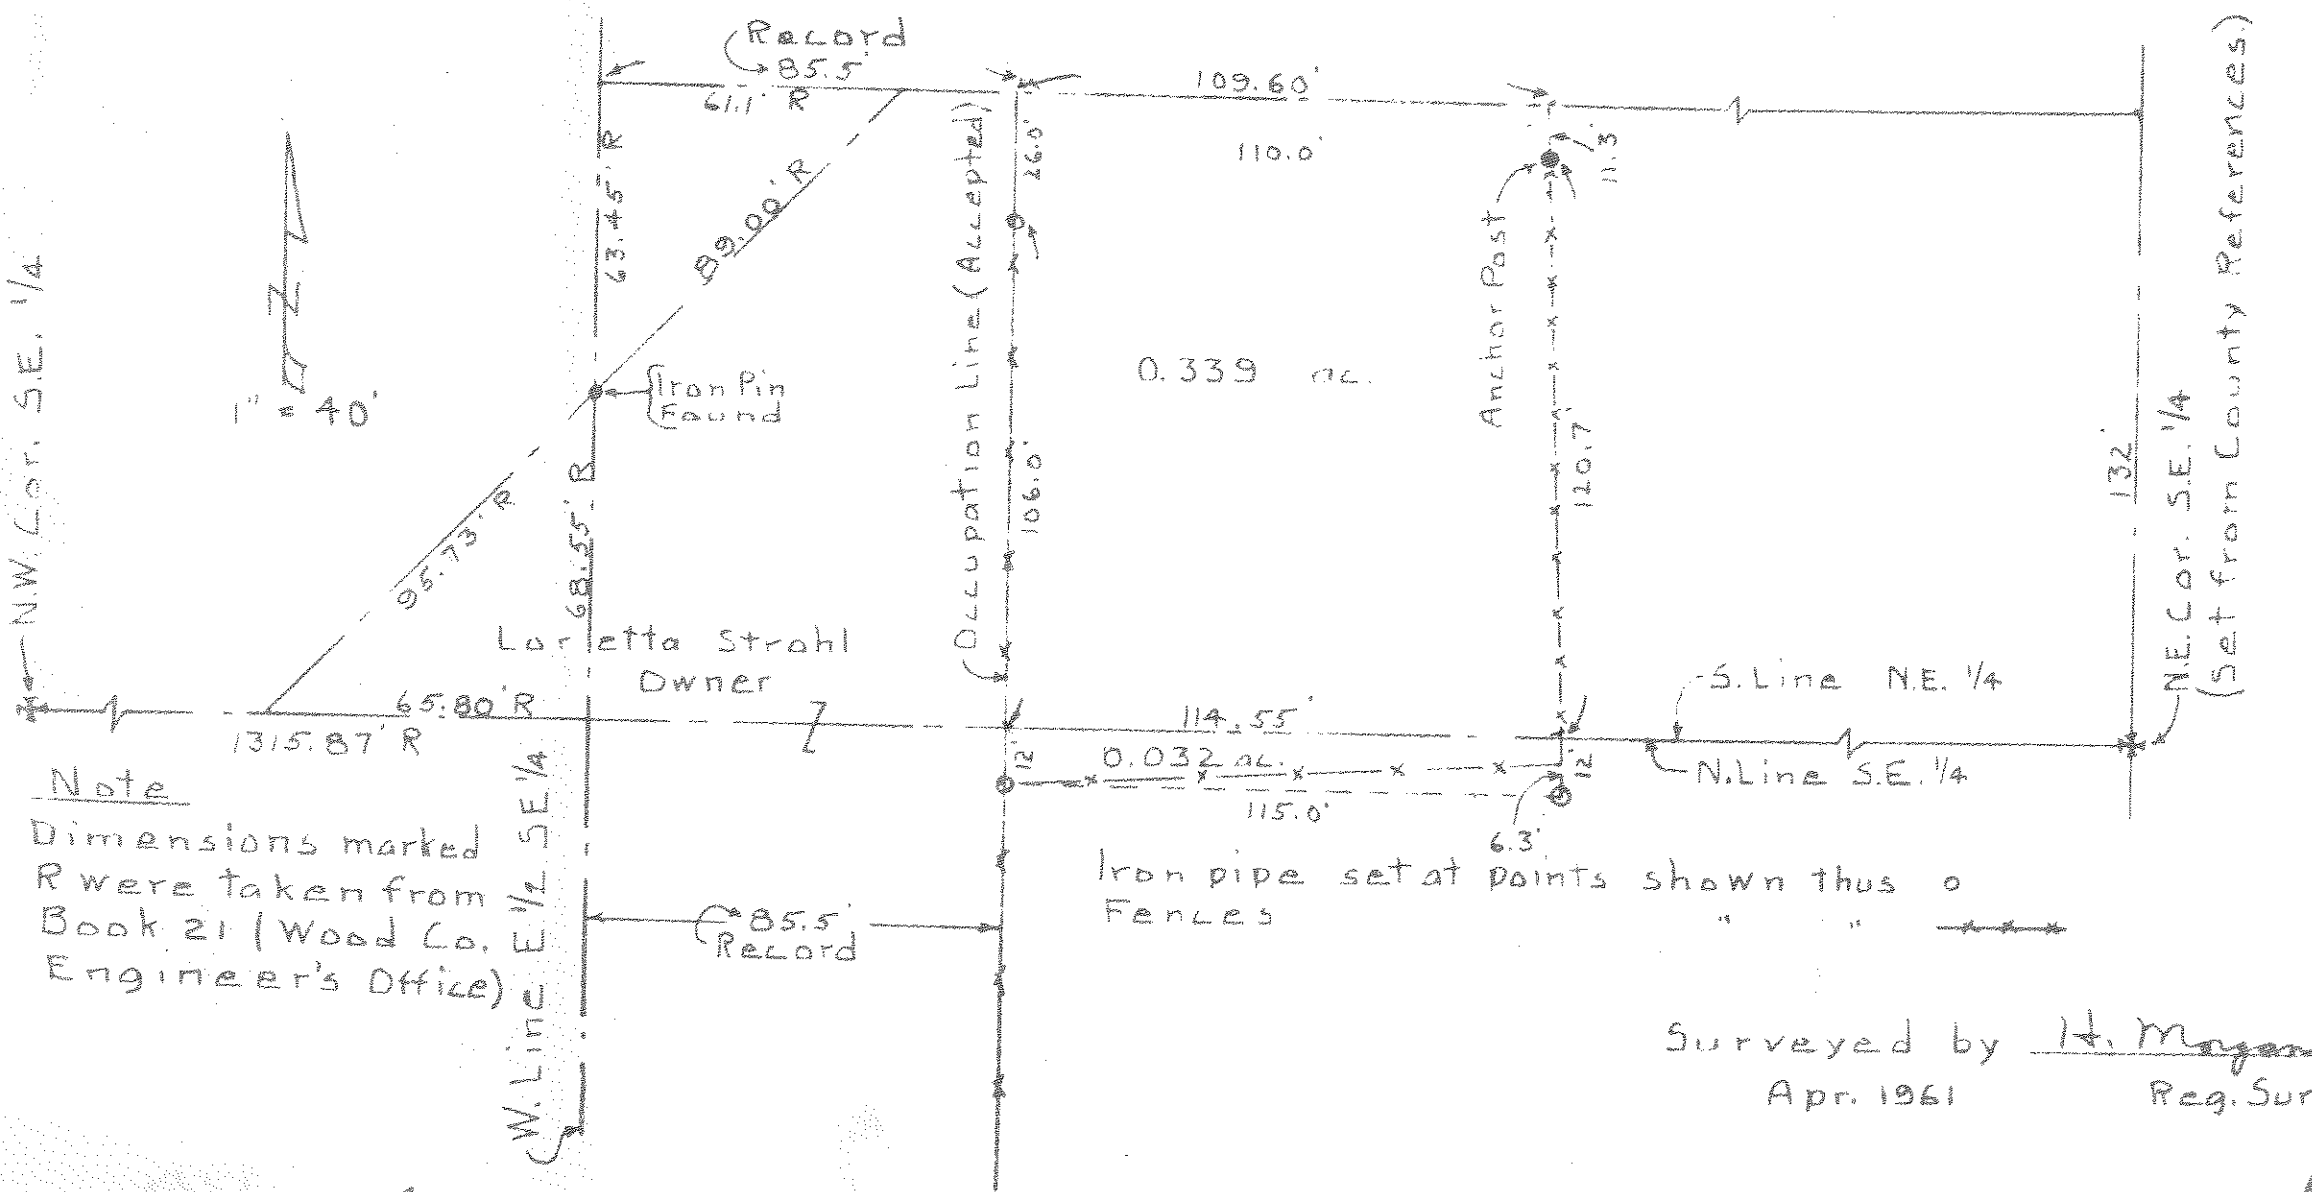 Record
85.5'
61.1' R
109.60'
110.0'
63.45' R
89.00' R
26.0'
11.3'
N.W. Cor. S.E. 1/4
N
1" = 40'
Iron Pin
Found
Occupation Line (Accepted)
106.0'
0.339 ac.
Anchor Post
120.7'
132'
N.E. Cor. S.E. 1/4
(Set from County References.)
95.73' R
68.55' R
Loretta Strahl
Owner
65.80' R
1315.87' R
114.55'
S. Line N.E. 1/4
N. Line S.E. 1/4
12'
0.032 ac.
12'
115.0'
6.3'
Note
Dimensions marked
R were taken from
Book 21 (Wood Co.
Engineer's Office)
W. Line E 1/2 SE 1/4
85.5'
Record
Iron pipe set at points shown thus o
Fences " "
Surveyed by H. Morgan
Apr. 1961 Reg. Sur